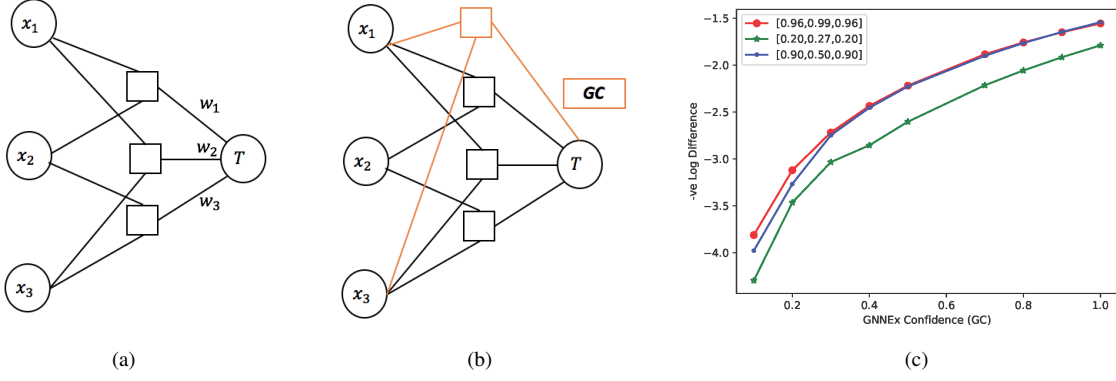 x₁
x₂
x₃
w₁
w₂
w₃
T
(a)
x₁
x₂
x₃
GC
T
(b)
-1.5
-2.0
-2.5
-3.0
-3.5
-4.0
-ve Log Difference
[0.96,0.99,0.96]
[0.20,0.27,0.20]
[0.90,0.50,0.90]
0.2 0.4 0.6 0.8 1.0
GNNEx Confidence (GC)
(c)